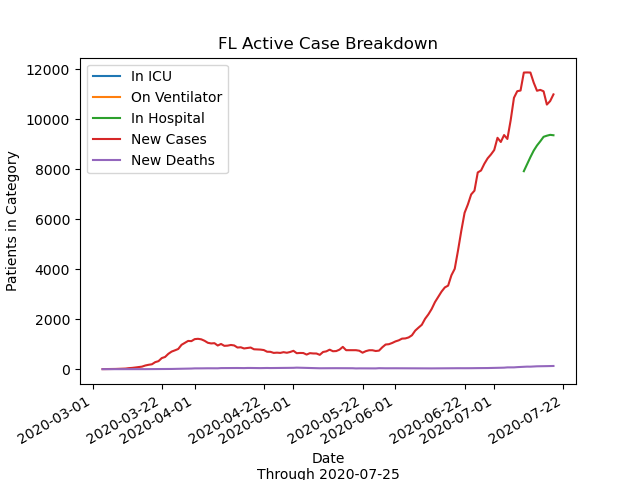 FL Active Case Breakdown
In ICU
On Ventilator
In Hospital
New Cases
New Deaths
Patients in Category
12000
10000
8000
6000
4000
2000
0
2020-03-01
2020-03-22
2020-04-01
2020-04-22
2020-05-01
2020-05-22
2020-06-01
2020-06-22
2020-07-01
2020-07-22
Date
Through 2020-07-25